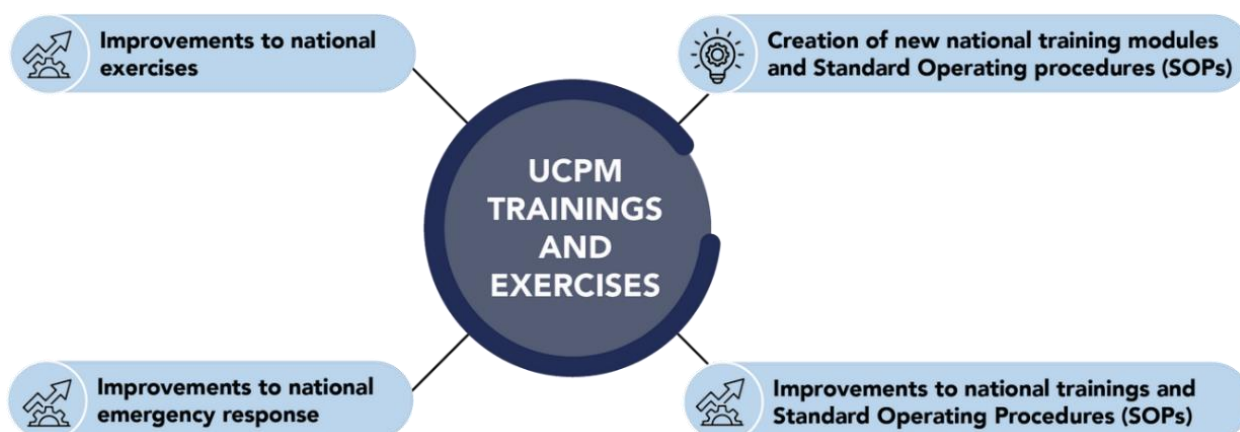 Improvements to national
exercises
Creation of new national training modules
and Standard Operating procedures (SOPs)
UCPM
TRAININGS
AND
EXERCISES
Improvements to national
emergency response
Improvements to national trainings and
Standard Operating Procedures (SOPs)